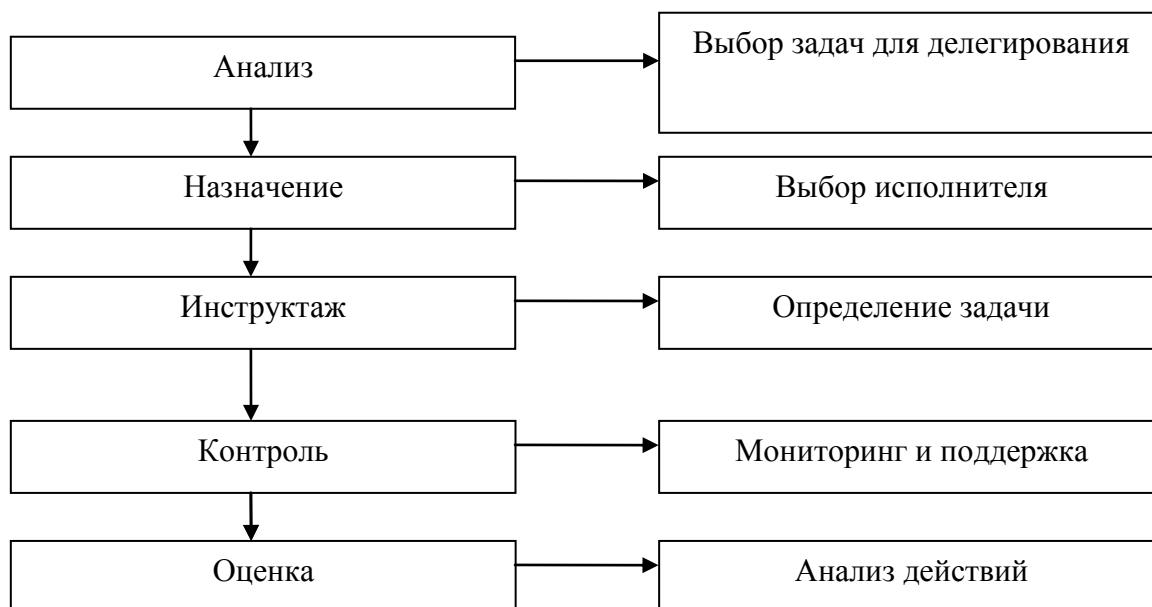 Анализ
Выбор задач для делегирования
Назначение
Выбор исполнителя
Инструктаж
Определение задачи
Контроль
Мониторинг и поддержка
Оценка
Анализ действий